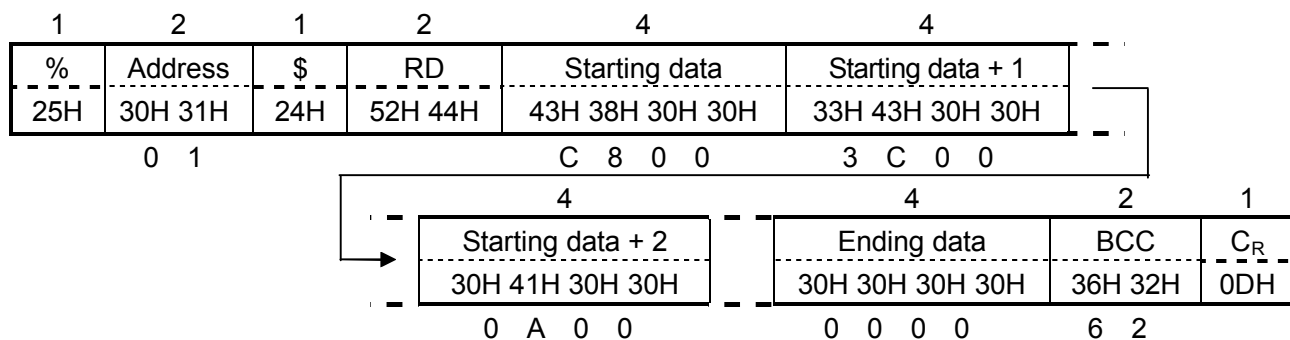 1 2 1 2 4 4
% Address $ RD Starting data Starting data + 1
25H 30H 31H 24H 52H 44H 43H 38H 30H 30H 33H 43H 30H 30H
0 1 C 8 0 0 3 C 0 0
4 4 2 1
Starting data + 2 Ending data BCC CR
30H 41H 30H 30H 30H 30H 30H 30H 36H 32H 0DH
0 A 0 0 0 0 0 0 6 2